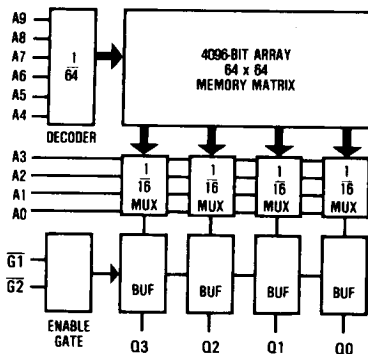 A9
A8
A7
A6
A5
A4
1
64
DECODER
4096-BIT ARRAY
64 x 64
MEMORY MATRIX
A3
A2
A1
A0
1
16
MUX
1
16
MUX
1
16
MUX
1
16
MUX
G1
G2
ENABLE
GATE
BUF
BUF
BUF
BUF
Q3
Q2
Q1
Q0